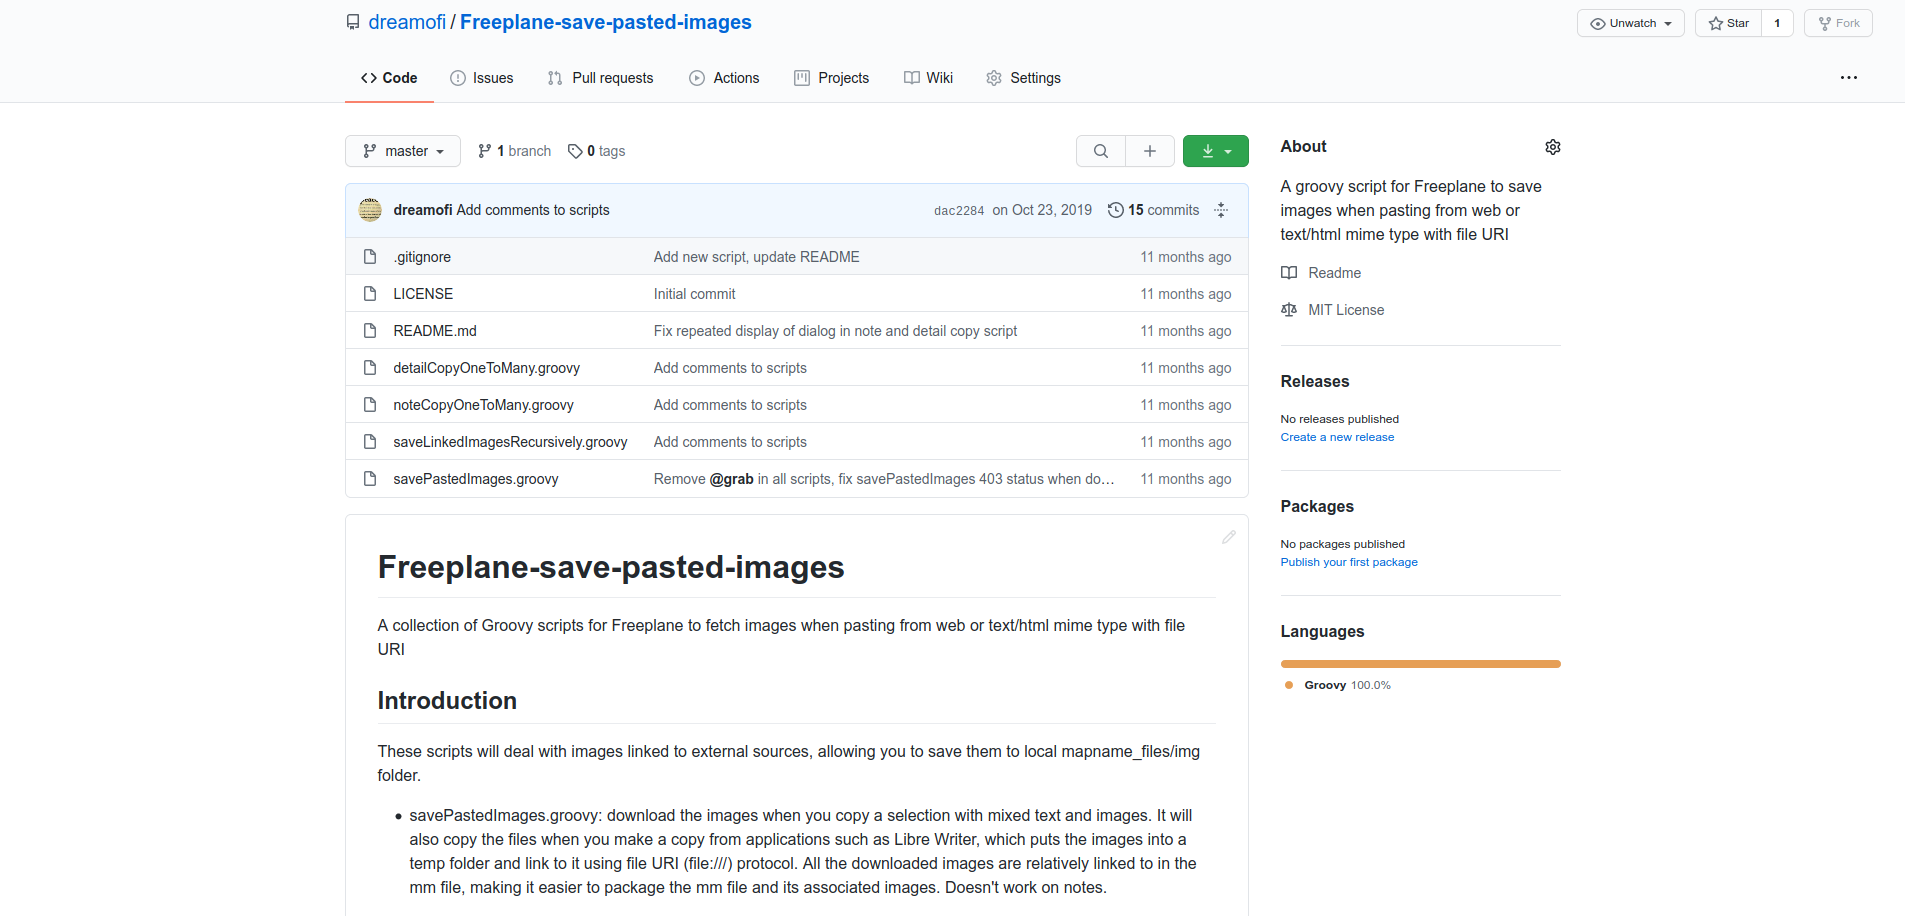 dreamofi / Freeplane-save-pasted-images
Unwatch
Star 1
Fork
Code Issues Pull requests Actions Projects Wiki Settings
master 1 branch 0 tags
dreamofi Add comments to scripts dac2284 on Oct 23, 2019 15 commits
.gitignore Add new script, update README 11 months ago
LICENSE Initial commit 11 months ago
README.md Fix repeated display of dialog in note and detail copy script 11 months ago
detailCopyOneToMany.groovy Add comments to scripts 11 months ago
noteCopyOneToMany.groovy Add comments to scripts 11 months ago
saveLinkedImagesRecursively.groovy Add comments to scripts 11 months ago
savePastedImages.groovy Remove @grab in all scripts, fix savePastedImages 403 status when do… 11 months ago
Freeplane-save-pasted-images
A collection of Groovy scripts for Freeplane to fetch images when pasting from web or text/html mime type with file
URI
Introduction
These scripts will deal with images linked to external sources, allowing you to save them to local mapname_files/img
folder.
• savePastedImages.groovy: download the images when you copy a selection with mixed text and images. It will
also copy the files when you make a copy from applications such as Libre Writer, which puts the images into a
temp folder and link to it using file URI (file:///) protocol. All the downloaded images are relatively linked to in the
mm file, making it easier to package the mm file and its associated images. Doesn't work on notes.
About
A groovy script for Freeplane to save
images when pasting from web or
text/html mime type with file URI
Readme
MIT License
Releases
No releases published
Create a new release
Packages
No packages published
Publish your first package
Languages
Groovy 100.0%